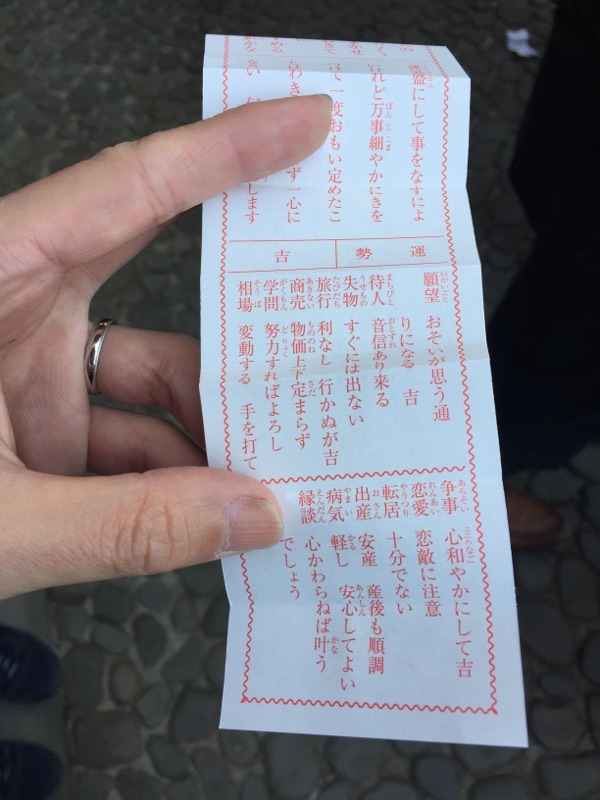 盛にして事をなすによ
れど万事細やかにきを
て一度おもい定めたこ
わき ず一心に
い します
運勢 吉
願望 おそいが思う通
りになる 吉
待人 音信あり来る
失物 すぐには出ない
旅行 利なし 行かぬが吉
商売 物価上下定まらず
学問 努力すればよろし
相場 変動する 手を打て
争事 心和やかにして吉
恋愛 恋敵に注意
転居 十分でない
出産 安産 産後も順調
病気 軽し 安心してよい
縁談 心かわらねば叶う
でしょう